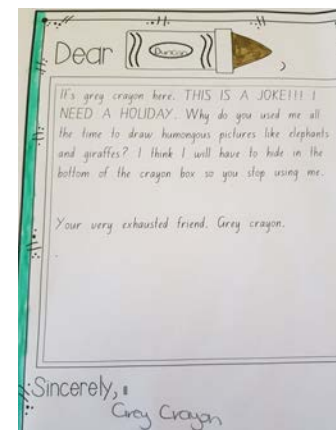 Dear Duncan ,
It's grey crayon here. THIS IS A JOKE!!! I
NEED A HOLIDAY. Why do you used me all
the time to draw humongous pictures like elephants
and giraffes? I think I will have to hide in the
bottom of the crayon box so you stop using me.
Your very exhausted friend. Grey crayon.
Sincerely,
Grey Crayon